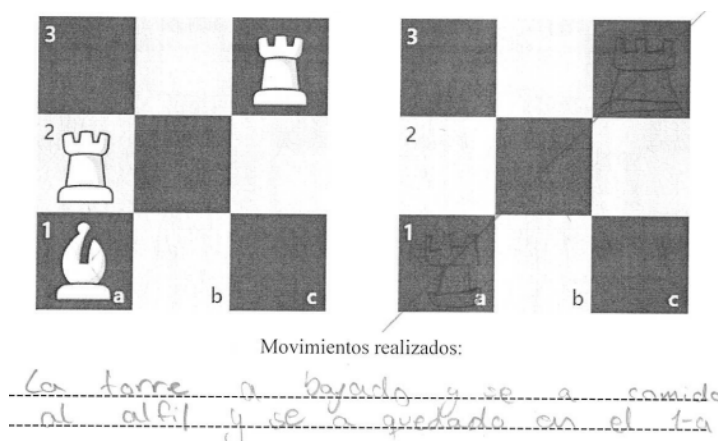 3 3
2 2
1 a b c 1 a b c
Movimientos realizados:
La torre a bajado y se a comido
al alfil y se a quedado en el 1-a